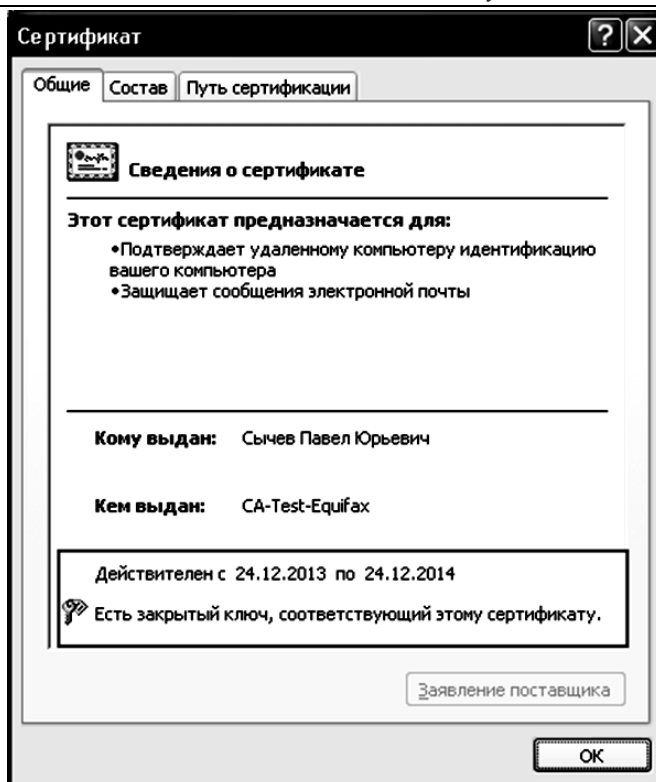 Сертификат
Общие Состав Путь сертификации
Сведения о сертификате
Этот сертификат предназначается для:
•Подтверждает удаленному компьютеру идентификацию
вашего компьютера
•Защищает сообщения электронной почты
Кому выдан: Сычев Павел Юрьевич
Кем выдан: CA-Test-Equifax
Действителен с 24.12.2013 по 24.12.2014
Есть закрытый ключ, соответствующий этому сертификату.
Заявление поставщика
ОК